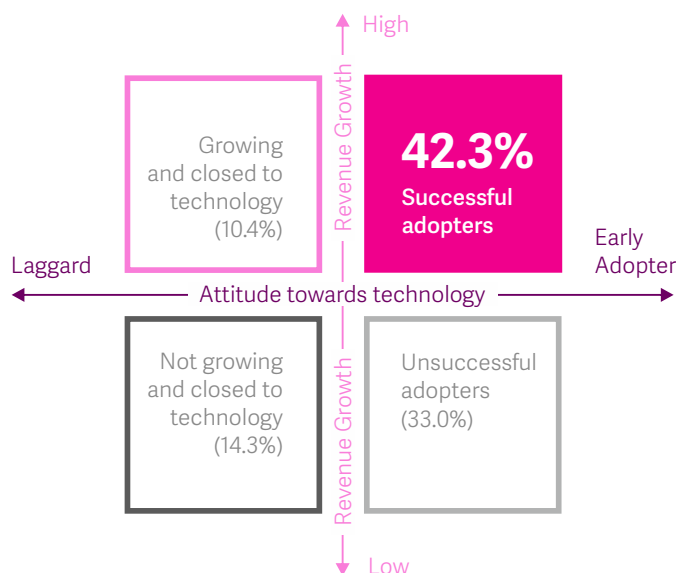 High
Revenue Growth
Growing
and closed to
technology
(10.4%)
42.3%
Successful
adopters
Laggard
Early
Adopter
Attitude towards technology
Not growing
and closed to
technology
(14.3%)
Revenue Growth
Unsuccessful
adopters
(33.0%)
Low